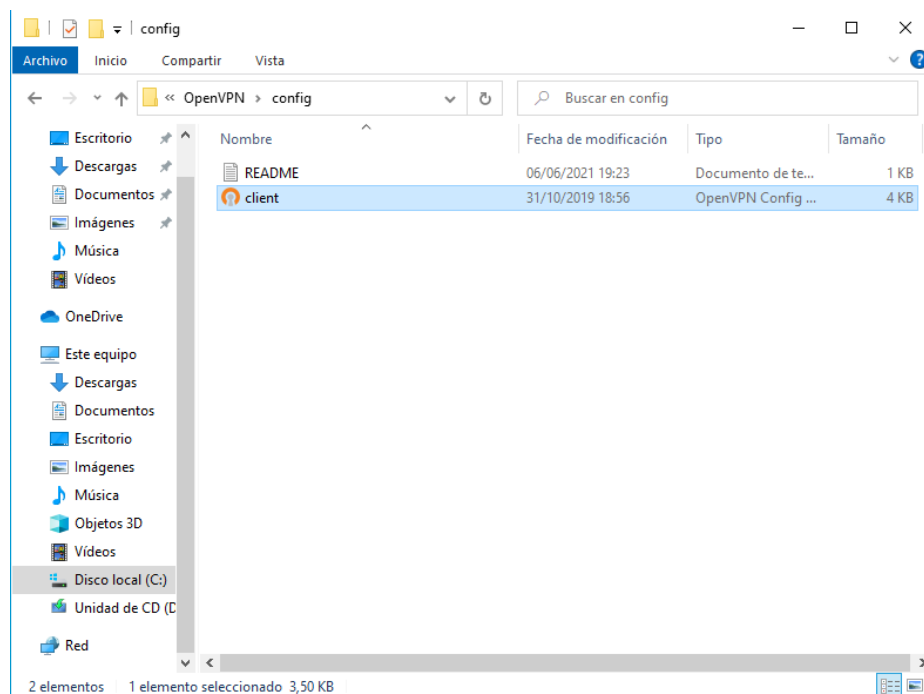 config
Archivo Inicio Compartir Vista
« OpenVPN > config Buscar en config
Nombre Fecha de modificación Tipo Tamaño
README 06/06/2021 19:23 Documento de te... 1 KB
client 31/10/2019 18:56 OpenVPN Config ... 4 KB
Escritorio
Descargas
Documentos
Imágenes
Música
Vídeos
OneDrive
Este equipo
Descargas
Documentos
Escritorio
Imágenes
Música
Objetos 3D
Vídeos
Disco local (C:)
Unidad de CD (D
Red
2 elementos 1 elemento seleccionado 3,50 KB